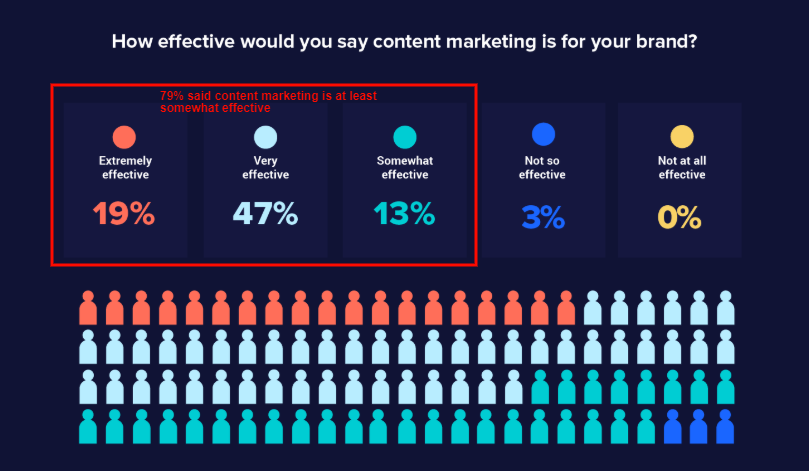 How effective would you say content marketing is for your brand?
79% said content marketing is at least
somewhat effective
Extremely
effective
19%
Very
effective
47%
Somewhat
effective
13%
Not so
effective
3%
Not at all
effective
0%